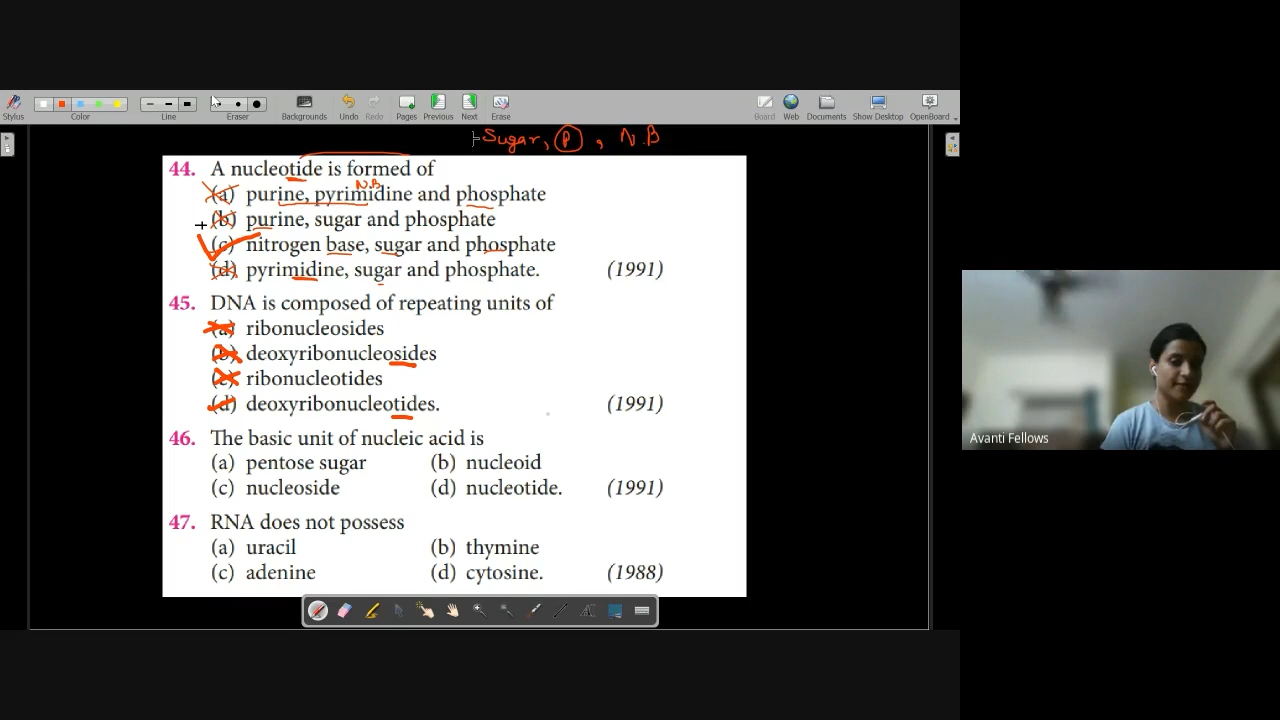 Stylus
Color
Line
Eraser
Backgrounds
Undo
Redo
Pages
Previous
Next
Erase
Board
Web
Documents
Show Desktop
OpenBoard
Sugar, P, N.B
44. A nucleotide is formed of
N.B
(a) purine, pyrimidine and phosphate
(b) purine, sugar and phosphate
(c) nitrogen base, sugar and phosphate
(d) pyrimidine, sugar and phosphate. (1991)
45. DNA is composed of repeating units of
(a) ribonucleosides
(b) deoxyribonucleosides
(c) ribonucleotides
(d) deoxyribonucleotides. (1991)
46. The basic unit of nucleic acid is
(a) pentose sugar (b) nucleoid
(c) nucleoside (d) nucleotide. (1991)
47. RNA does not possess
(a) uracil (b) thymine
(c) adenine (d) cytosine. (1988)
Avanti Fellows